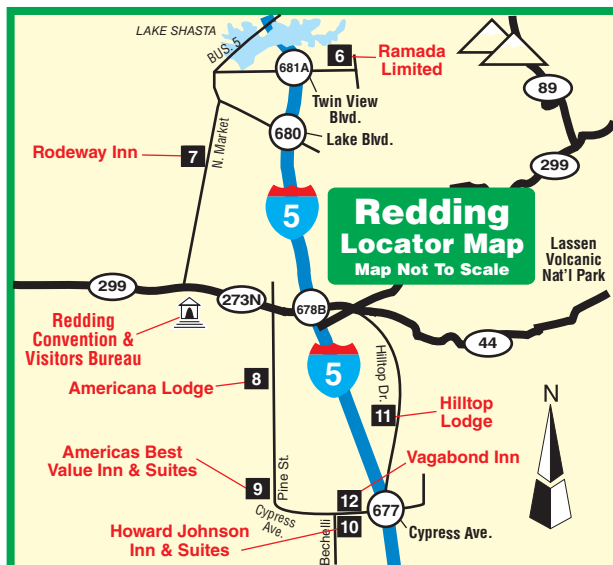 LAKE SHASTA
BUS. 5
6
Ramada
Limited
681A
Twin View
Blvd.
89
680
Lake Blvd.
N. Market
Rodeway Inn
7
299
5
Redding
Locator Map
Map Not To Scale
Lassen
Volcanic
Nat'l Park
299
273N
678B
44
Redding
Convention &
Visitors Bureau
Hilltop Dr.
5
Americana Lodge
8
N
11
Hilltop
Lodge
Americas Best
Value Inn & Suites
9
Pine St.
Vagabond Inn
12
677
Cypress
Ave.
Cypress Ave.
Howard Johnson
Inn & Suites
10
Bechelli